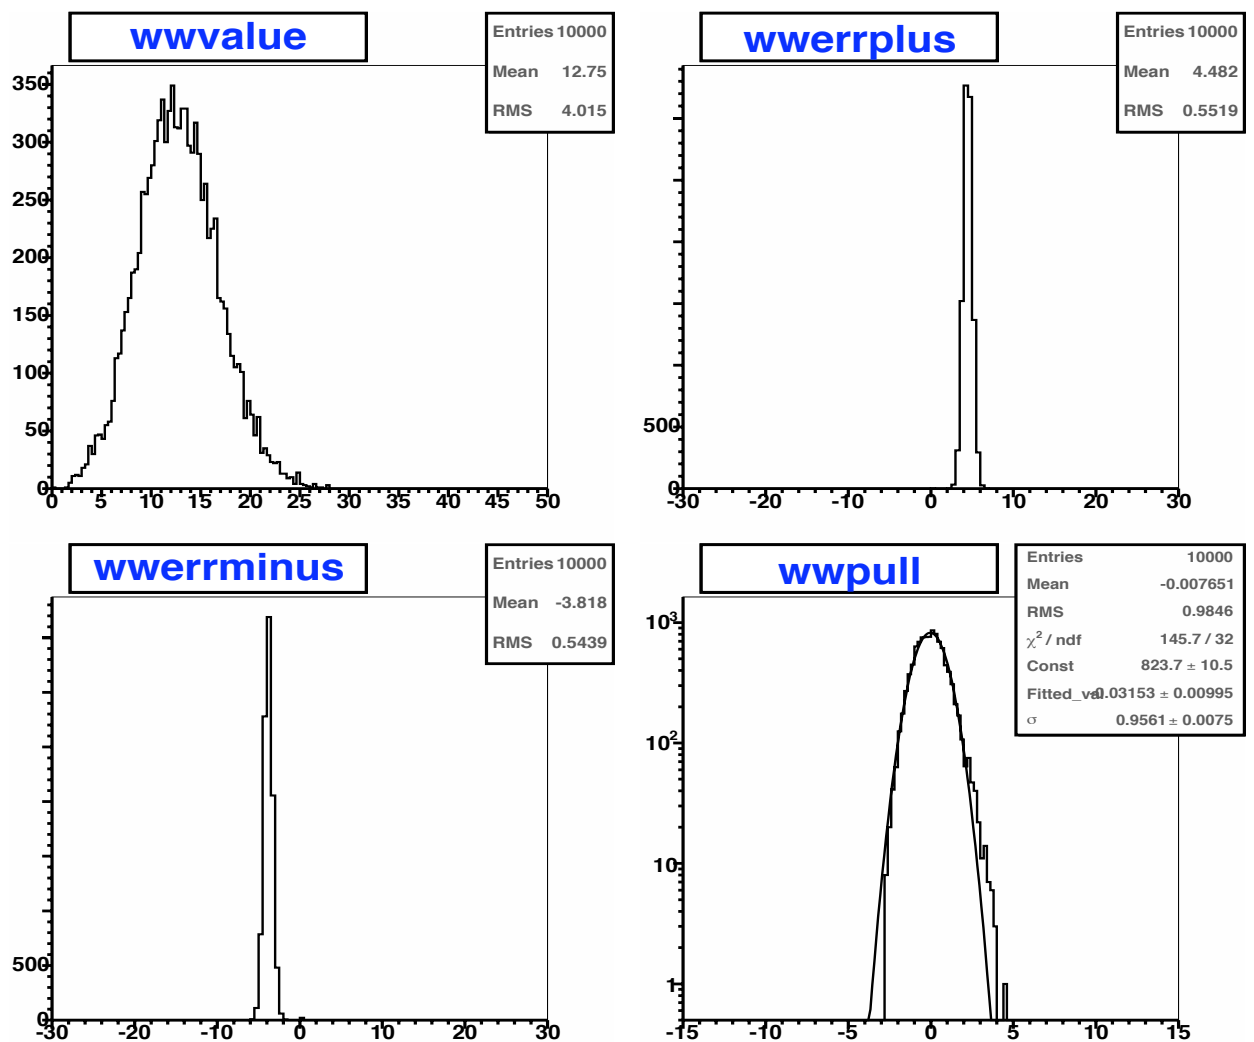 wwvalue
Entries 10000
Mean 12.75
RMS 4.015
350
300
250
200
150
100
50
0
0 5 10 15 20 25 30 35 40 45 50
wwerrplus
Entries 10000
Mean 4.482
RMS 0.5519
500
0
-30 -20 -10 0 10 20 30
wwerrminus
Entries 10000
Mean -3.818
RMS 0.5439
500
0
-30 -20 -10 0 10 20 30
wwpull
Entries 10000
Mean -0.007651
RMS 0.9846
χ² / ndf 145.7 / 32
Const 823.7 ± 10.5
0.03153 ± 0.00995
σ 0.9561 ± 0.0075
10³
10²
10
1
-15 -10 -5 0 5 10 15